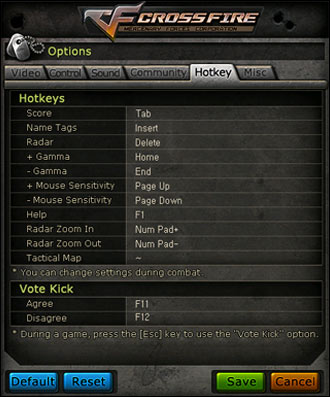 CROSSFIRE
MERCENARY FORCES CORPORATION
Options
Video Control Sound Community Hotkey Misc
Hotkeys
Score Tab
Name Tags Insert
Radar Delete
+ Gamma Home
- Gamma End
+ Mouse Sensitivity Page Up
- Mouse Sensitivity Page Down
Help F1
Radar Zoom In Num Pad+
Radar Zoom Out Num Pad-
Tactical Map ~
* You can change settings during combat.
Vote Kick
Agree F11
Disagree F12
* During a game, press the [Esc] key to use the "Vote Kick" option.
Default Reset Save Cancel